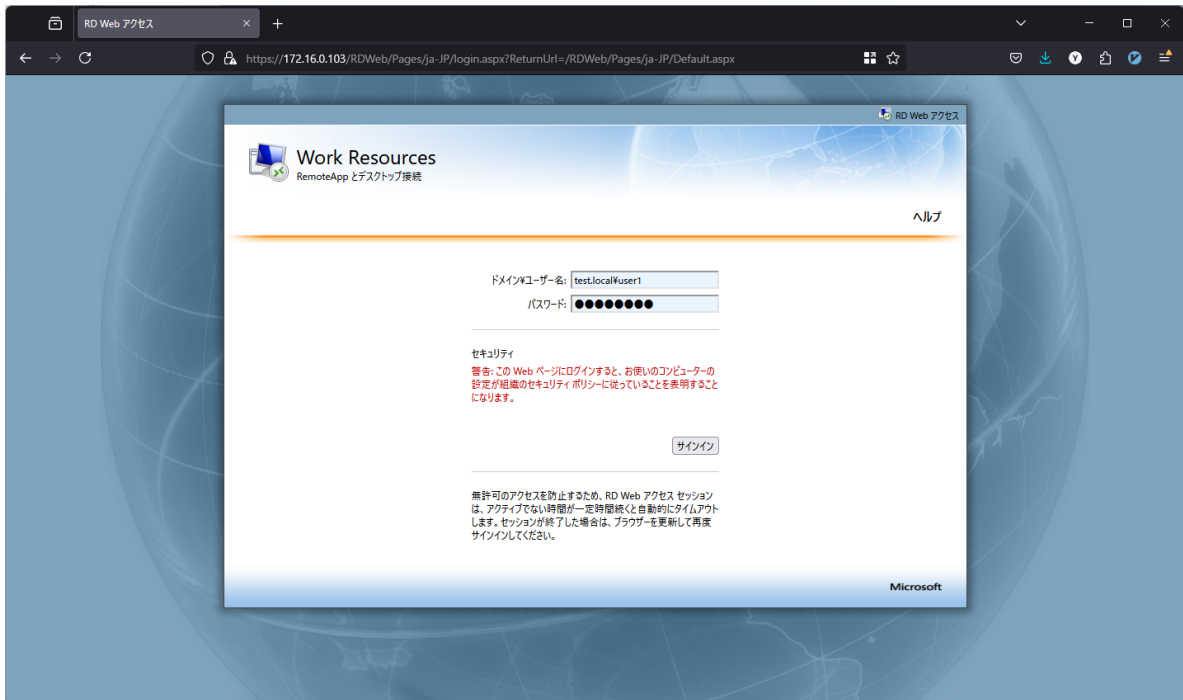 RD Web アクセス
https://172.16.0.103/RDWeb/Pages/ja-JP/login.aspx?ReturnUrl=/RDWeb/Pages/ja-JP/Default.aspx
RD Web アクセス
Work Resources
RemoteApp とデスクトップ接続
ヘルプ
ドメイン¥ユーザー名: test.local¥user1
パスワード: ●●●●●●●●
セキュリティ
警告: この Web ページにログインすると、お使いのコンピューターの
設定が組織のセキュリティ ポリシーに従っていることを表明すること
になります。
サインイン
無許可のアクセスを防止するため、RD Web アクセス セッション
は、アクティブでない時間が一定時間続くと自動的にタイムアウト
します。セッションが終了した場合は、ブラウザーを更新して再度
サインインしてください。
Microsoft